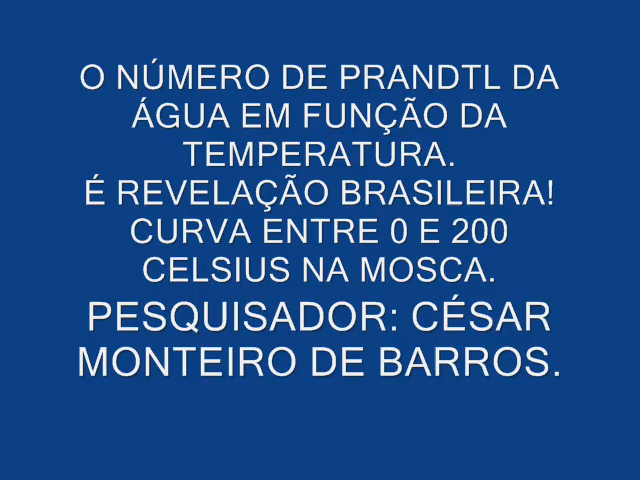 O NÚMERO DE PRANDTL DA
ÁGUA EM FUNÇÃO DA
TEMPERATURA.
É REVELAÇÃO BRASILEIRA!
CURVA ENTRE 0 E 200
CELSIUS NA MOSCA.
PESQUISADOR: CÉSAR
MONTEIRO DE BARROS.